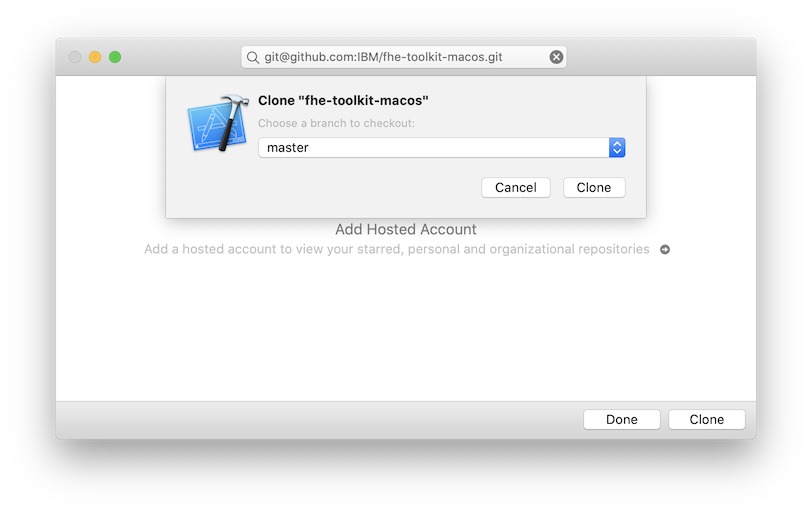 git@github.com:IBM/fhe-toolkit-macos.git
Clone "fhe-toolkit-macos"
Choose a branch to checkout:
master
Cancel
Clone
Add Hosted Account
Add a hosted account to view your starred, personal and organizational repositories
Done
Clone